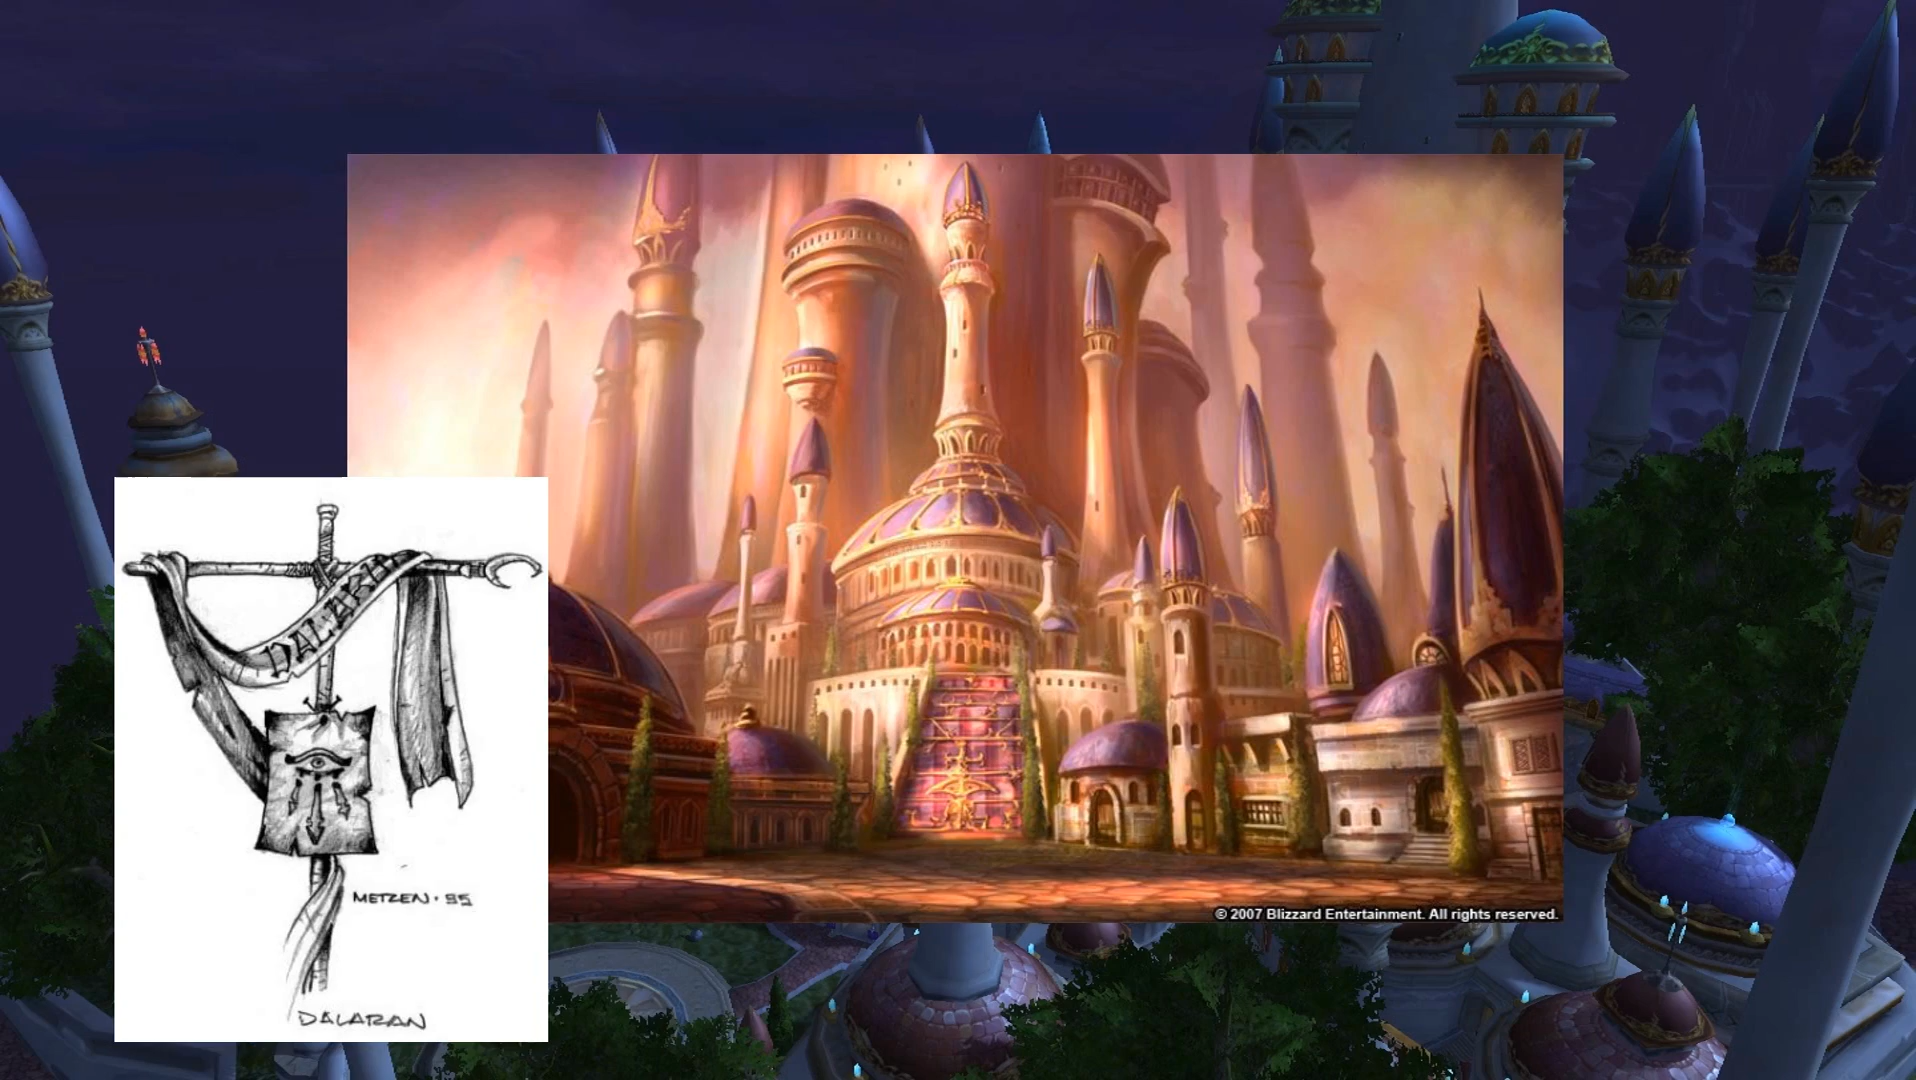 DALARAN
METZEN · 95
DALARAN
© 2007 Blizzard Entertainment. All rights reserved.